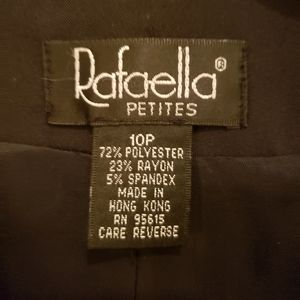 Rafaella®
PETITES
10P
72% POLYESTER
23% RAYON
5% SPANDEX
MADE IN
HONG KONG
RN 95615
CARE REVERSE